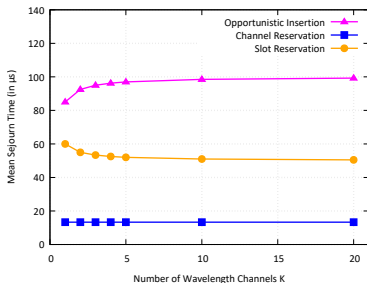 140
120
100
80
60
40
20
0
0
5
10
15
20
Mean Sejourn Time (in µs)
Number of Wavelength Channels K
Opportunistic Insertion
Channel Reservation
Slot Reservation